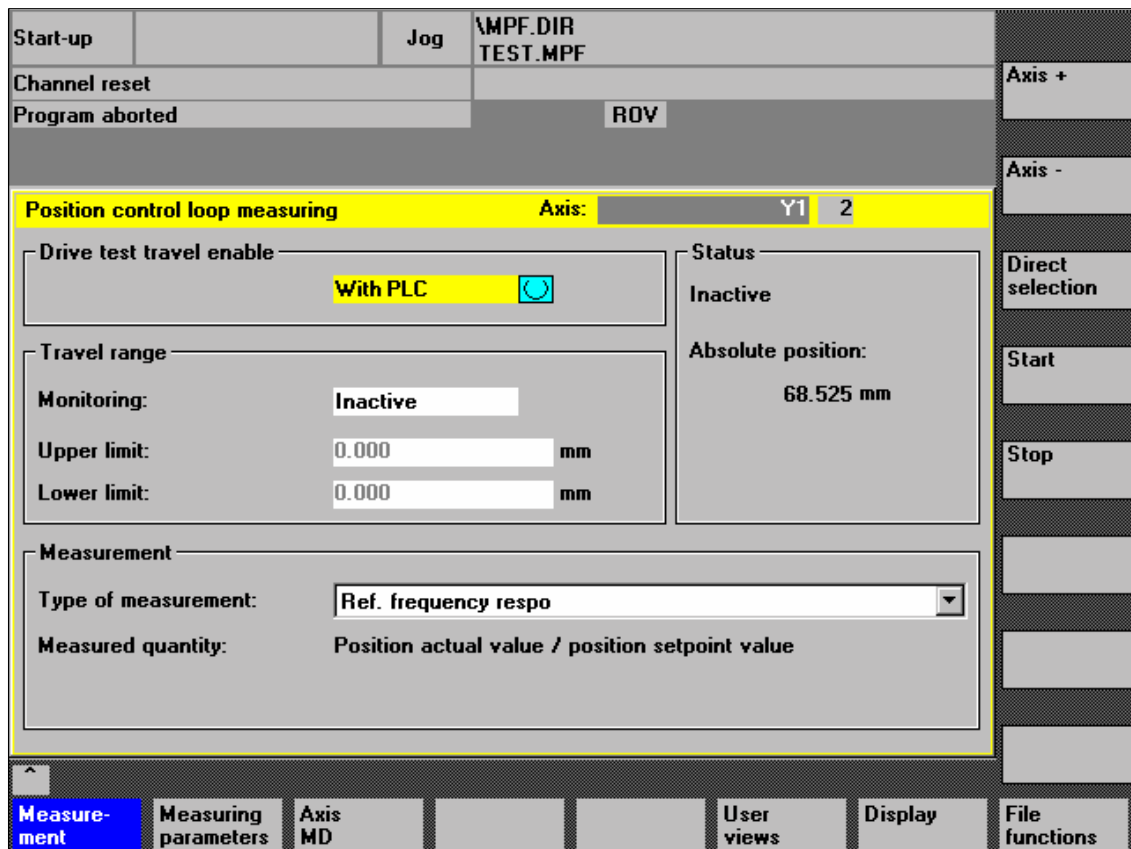 Start-up
Jog
\MPF.DIR
TEST.MPF
Channel reset
Program aborted
ROV
Position control loop measuring
Axis:
Y1
2
Drive test travel enable
With PLC
Travel range
Monitoring:
Inactive
Upper limit:
0.000
mm
Lower limit:
0.000
mm
Status
Inactive
Absolute position:
68.525 mm
Measurement
Type of measurement:
Ref. frequency respo
Measured quantity:
Position actual value / position setpoint value
Axis +
Axis -
Direct
selection
Start
Stop
^
Measure-
ment
Measuring
parameters
Axis
MD
User
views
Display
File
functions